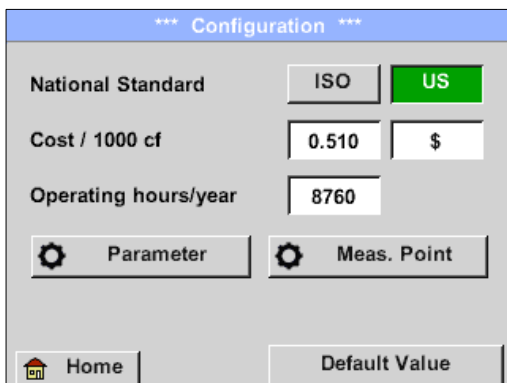 *** Configuration ***
National Standard ISO US
Cost / 1000 cf 0.510 $
Operating hours/year 8760
Parameter Meas. Point
Home Default Value